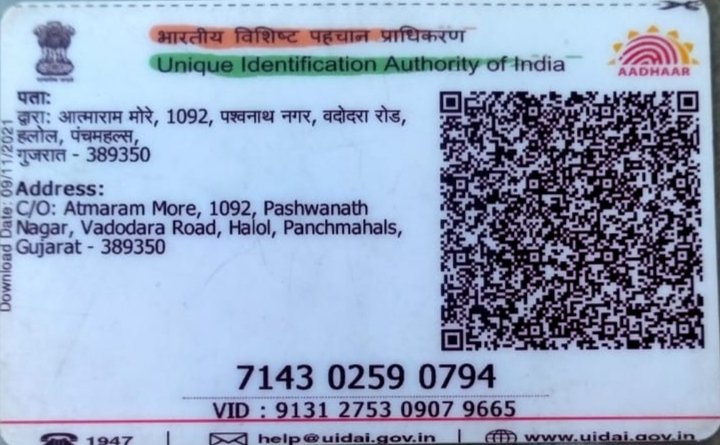 भारतीय विशिष्ट पहचान प्राधिकरण
Unique Identification Authority of India
AADHAAR
पता:
द्वारा: आत्माराम मोरे, 1092, पश्वनाथ नगर, वदोदरा रोड,
हलोल, पंचमहल्स,
गुजरात - 389350
Address:
C/O: Atmaram More, 1092, Pashwanath
Nagar, Vadodara Road, Halol, Panchmahals,
Gujarat - 389350
Download Date: 09/11/2021
7143 0259 0794
VID : 9131 2753 0907 9665
1947 | help@uidai.gov.in | www.uidai.gov.in